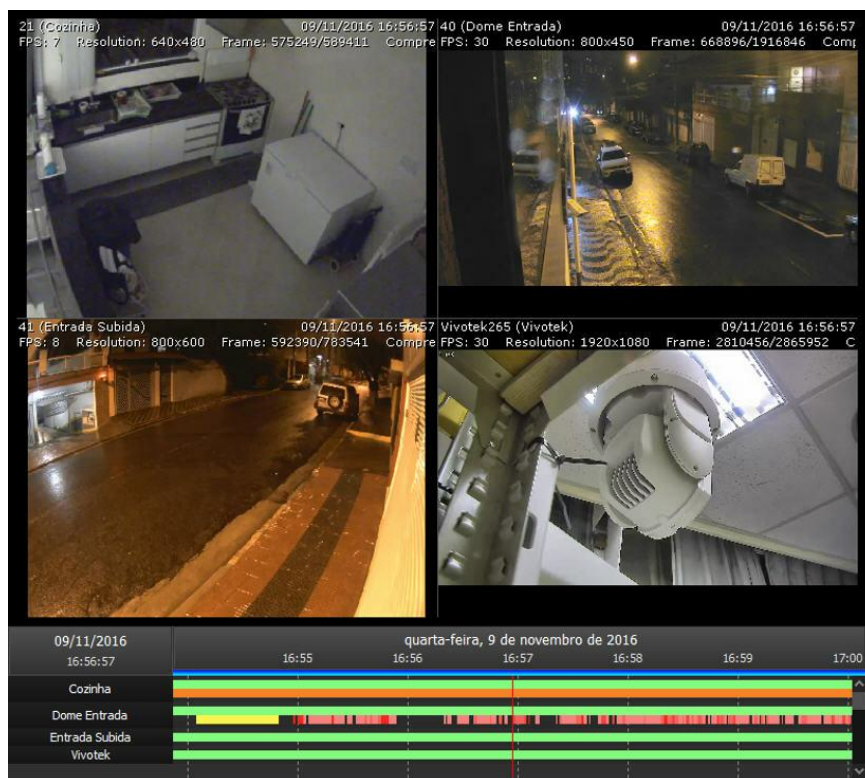 21 (Cozinha) 09/11/2016 16:56:57
FPS: 7 Resolution: 640x480 Frame: 575249/589411 Compre
40 (Dome Entrada) 09/11/2016 16:56:57
FPS: 30 Resolution: 800x450 Frame: 668896/1916846 Comp
41 (Entrada Subida) 09/11/2016 16:56:57
FPS: 8 Resolution: 800x600 Frame: 592390/783541 Compre
Vivotek265 (Vivotek) 09/11/2016 16:56:57
FPS: 30 Resolution: 1920x1080 Frame: 2810456/2865952 C
09/11/2016
16:56:57
quarta-feira, 9 de novembro de 2016
16:55 16:56 16:57 16:58 16:59 17:00
Cozinha
Dome Entrada
Entrada Subida
Vivotek